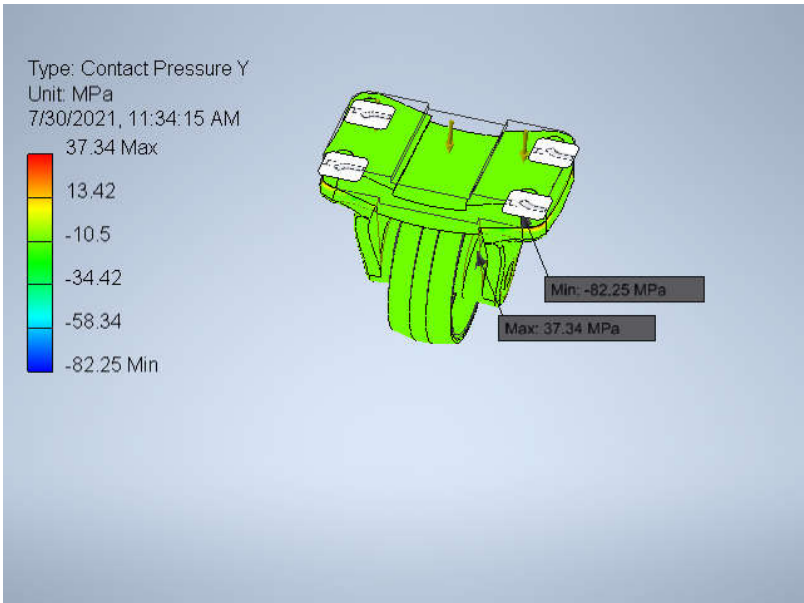 Type: Contact Pressure Y
Unit: MPa
7/30/2021, 11:34:15 AM
37.34 Max
13.42
-10.5
-34.42
-58.34
-82.25 Min
Min: -82.25 MPa
Max: 37.34 MPa